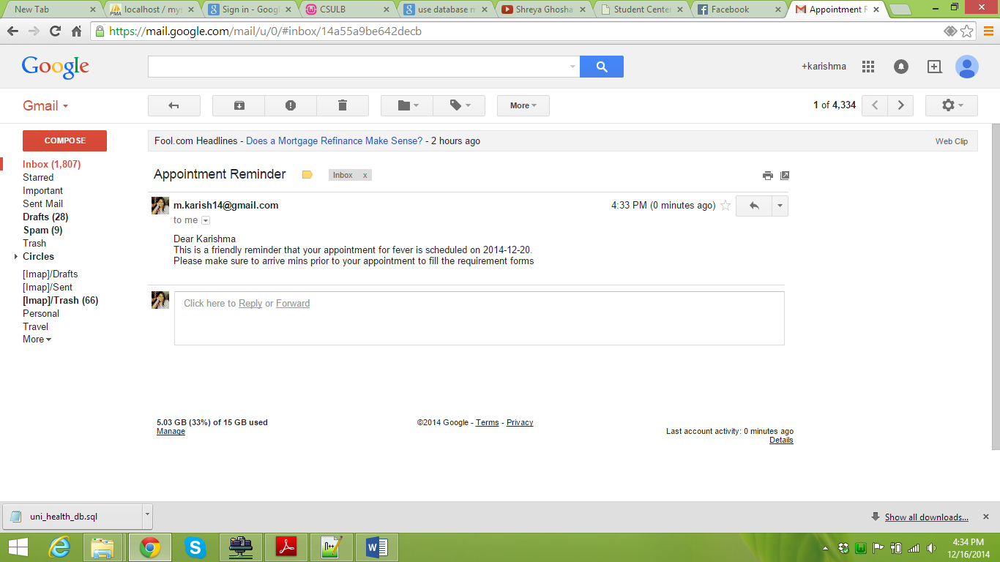 New Tab
localhost / mys
Sign in - Googl
CSULB
use database m
Shreya Ghosha
Student Center
Facebook
Appointment R
https://mail.google.com/mail/u/0/#inbox/14a55a9be642decb
Google
+karishma
Gmail
More
1 of 4,334
COMPOSE
Fool.com Headlines - Does a Mortgage Refinance Make Sense? - 2 hours ago
Web Clip
Inbox (1,807)
Starred
Important
Sent Mail
Drafts (28)
Spam (9)
Trash
Circles
[Imap]/Drafts
[Imap]/Sent
[Imap]/Trash (66)
Personal
Travel
More
Appointment Reminder
Inbox x
m.karish14@gmail.com
4:33 PM (0 minutes ago)
to me
Dear Karishma
This is a friendly reminder that your appointment for fever is scheduled on 2014-12-20.
Please make sure to arrive mins prior to your appointment to fill the requirement forms
Click here to Reply or Forward
5.03 GB (33%) of 15 GB used
Manage
©2014 Google - Terms - Privacy
Last account activity: 0 minutes ago
Details
uni_health_db.sql
Show all downloads...
4:34 PM
12/16/2014